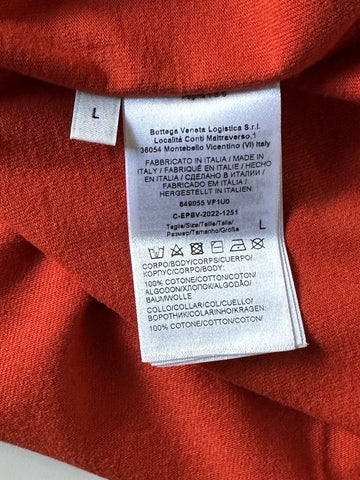 L
Bottega Veneta Logistica S.r.l.
Località Conti Maltraverso,1
36054 Montebello Vicentino (VI) Italy
FABBRICATO IN ITALIA / MADE IN
ITALY / FABRIQUÉ EN ITALIE / HECHO
EN ITALIA / СДЕЛАНО В ИТАЛИИ /
FABRICADO EM ITALIA /
HERGESTELLT IN ITALIEN
649055 VF1U0
C-EPBV-2022-1251
Taglia/Size/Taille/Talla/
Размер/Tamanho/Größe
L
CORPO/BODY/CORPS/CUERPO/
КОРПУС/CORPO/BODY:
100% COTONE/COTTON/COTON/
ALGODON/ХЛОПОК/ALGODÃO/
BAUMWOLLE
COLLO/COLLAR/COL/CUELLO/
ВОРОТНИК/COLARINHO/KRAGEN:
100% COTONE/COTTON/COTON/